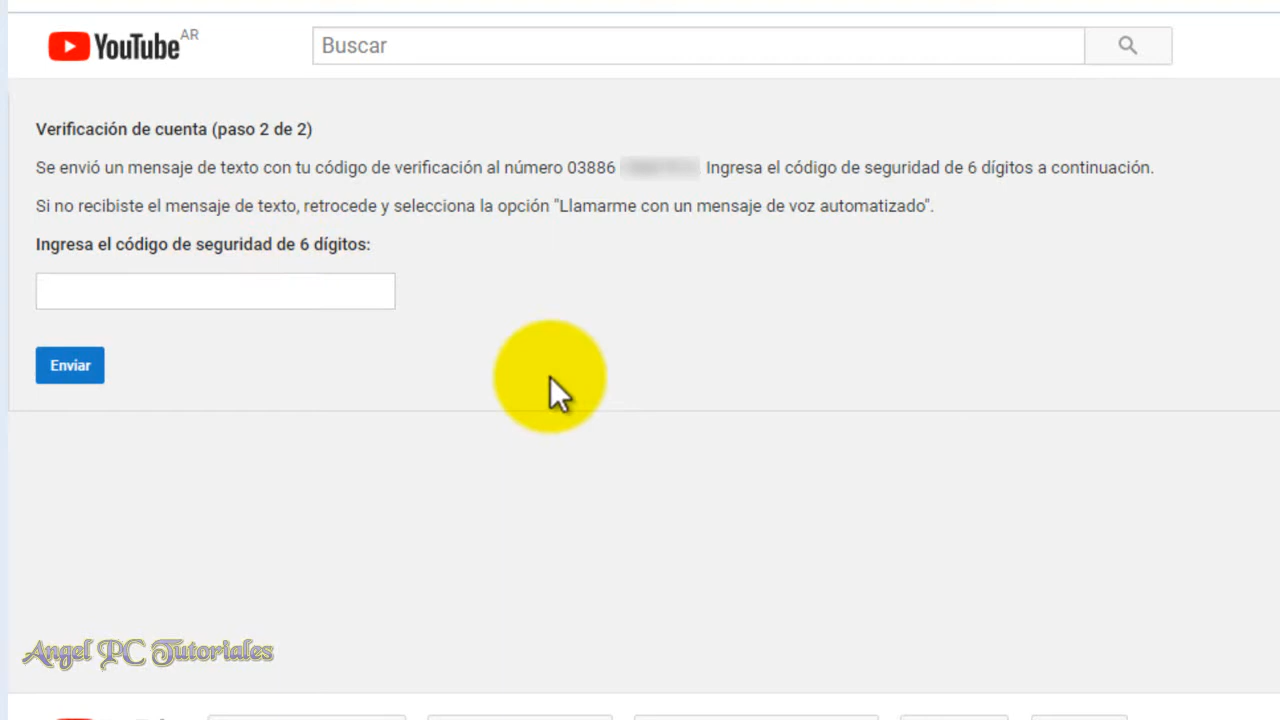 YouTube AR
Buscar
Verificación de cuenta (paso 2 de 2)
Se envió un mensaje de texto con tu código de verificación al número 03886 Ingresa el código de seguridad de 6 dígitos a continuación.
Si no recibiste el mensaje de texto, retrocede y selecciona la opción "Llamarme con un mensaje de voz automatizado".
Ingresa el código de seguridad de 6 dígitos:
Enviar
Angel PC Tutoriales